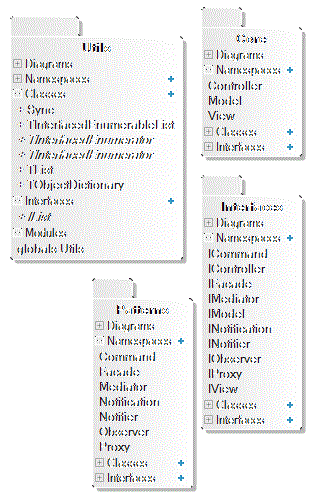 Utils
Diagrams
Namespaces
Classes
Sync
TInterfacedEnumerableList
TInterfacedEnumerator
TInterfacedEnumerator
TList
TObjectDictionary
Interfaces
IList
Modules
globals Utils
Core
Diagrams
Namespaces
Controller
Model
View
Classes
Interfaces
Interfaces
Diagrams
Namespaces
ICommand
IController
IFacade
IMediator
IModel
INotification
INotifier
IObserver
IProxy
IView
Classes
Interfaces
Patterns
Diagrams
Namespaces
Command
Facade
Mediator
Notification
Notifier
Observer
Proxy
Classes
Interfaces